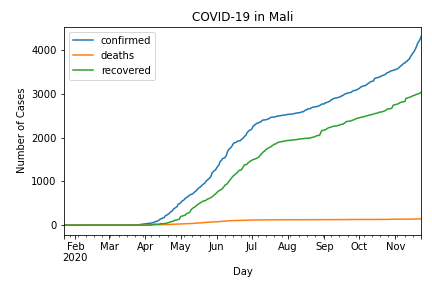 COVID-19 in Mali
confirmed
deaths
recovered
Number of Cases
4000
3000
2000
1000
0
Feb Mar Apr May Jun Jul Aug Sep Oct Nov
2020
Day